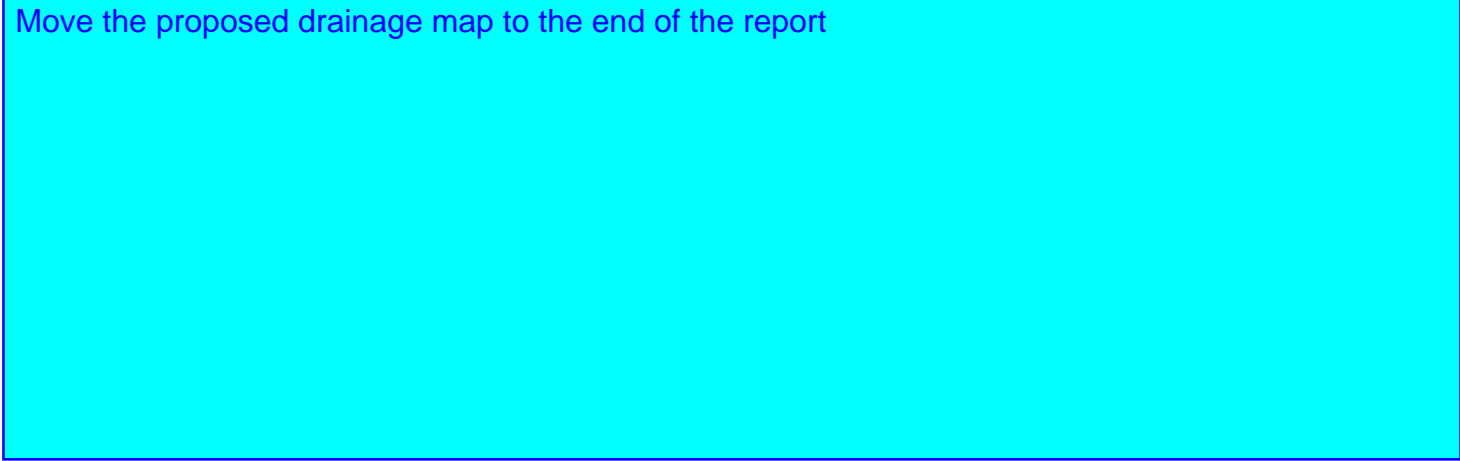 Move the proposed drainage map to the end of the report